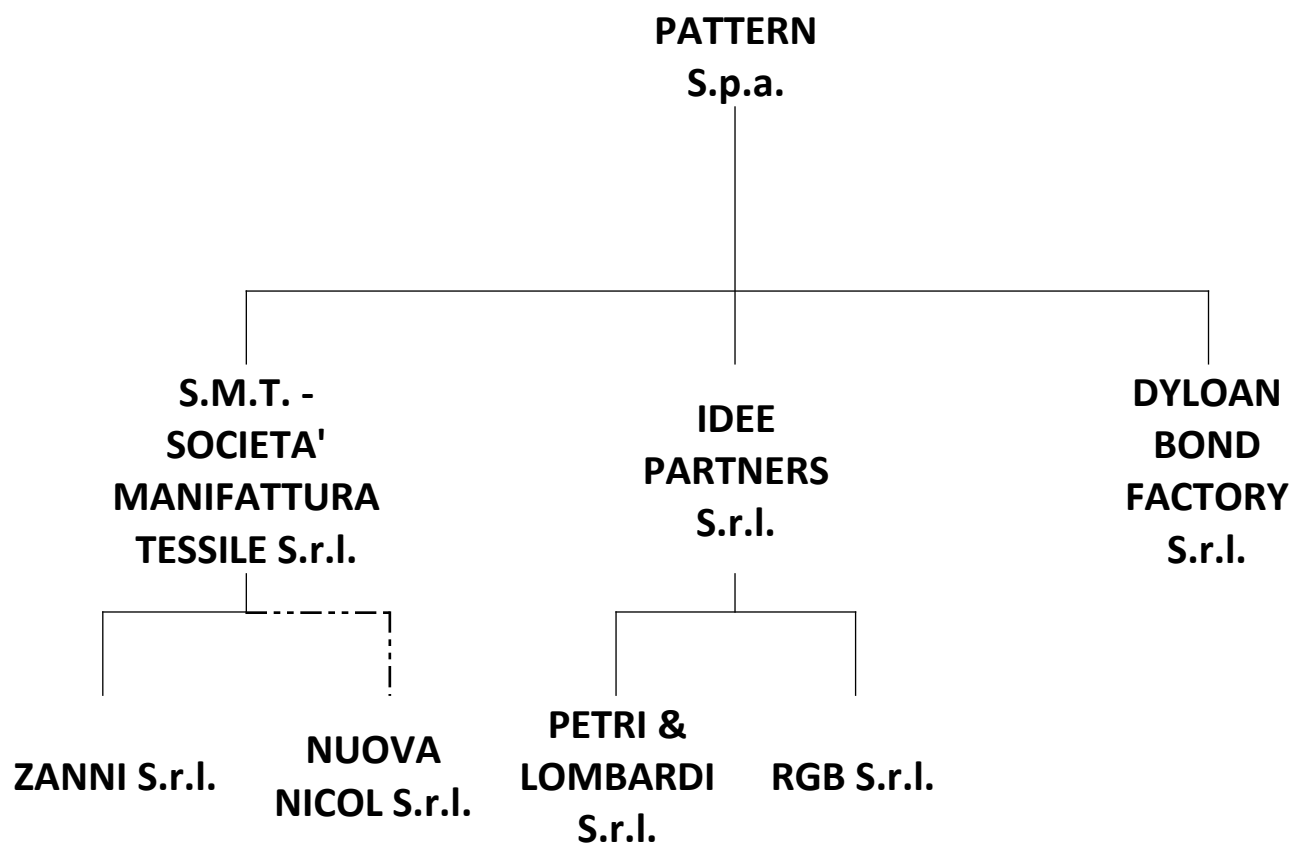 PATTERN
S.p.a.
S.M.T. -
SOCIETA'
MANIFATTURA
TESSILE S.r.l.
IDEE
PARTNERS
S.r.l.
DYLOAN
BOND
FACTORY
S.r.l.
ZANNI S.r.l.
NUOVA
NICOL S.r.l.
PETRI &
LOMBARDI
S.r.l.
RGB S.r.l.